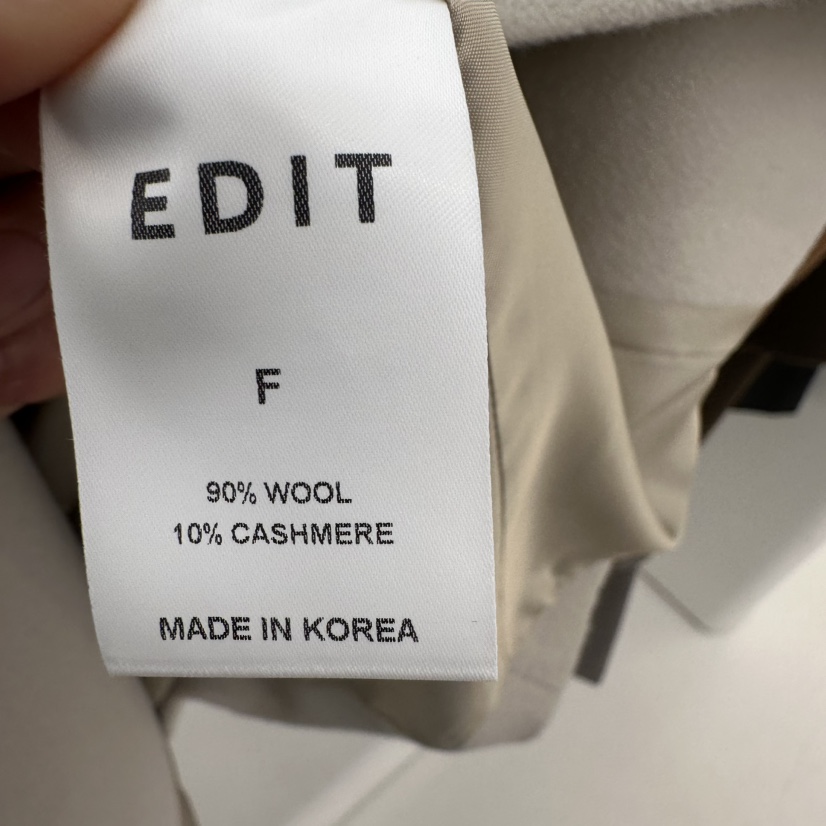 EDIT
F
90% WOOL
10% CASHMERE
MADE IN KOREA